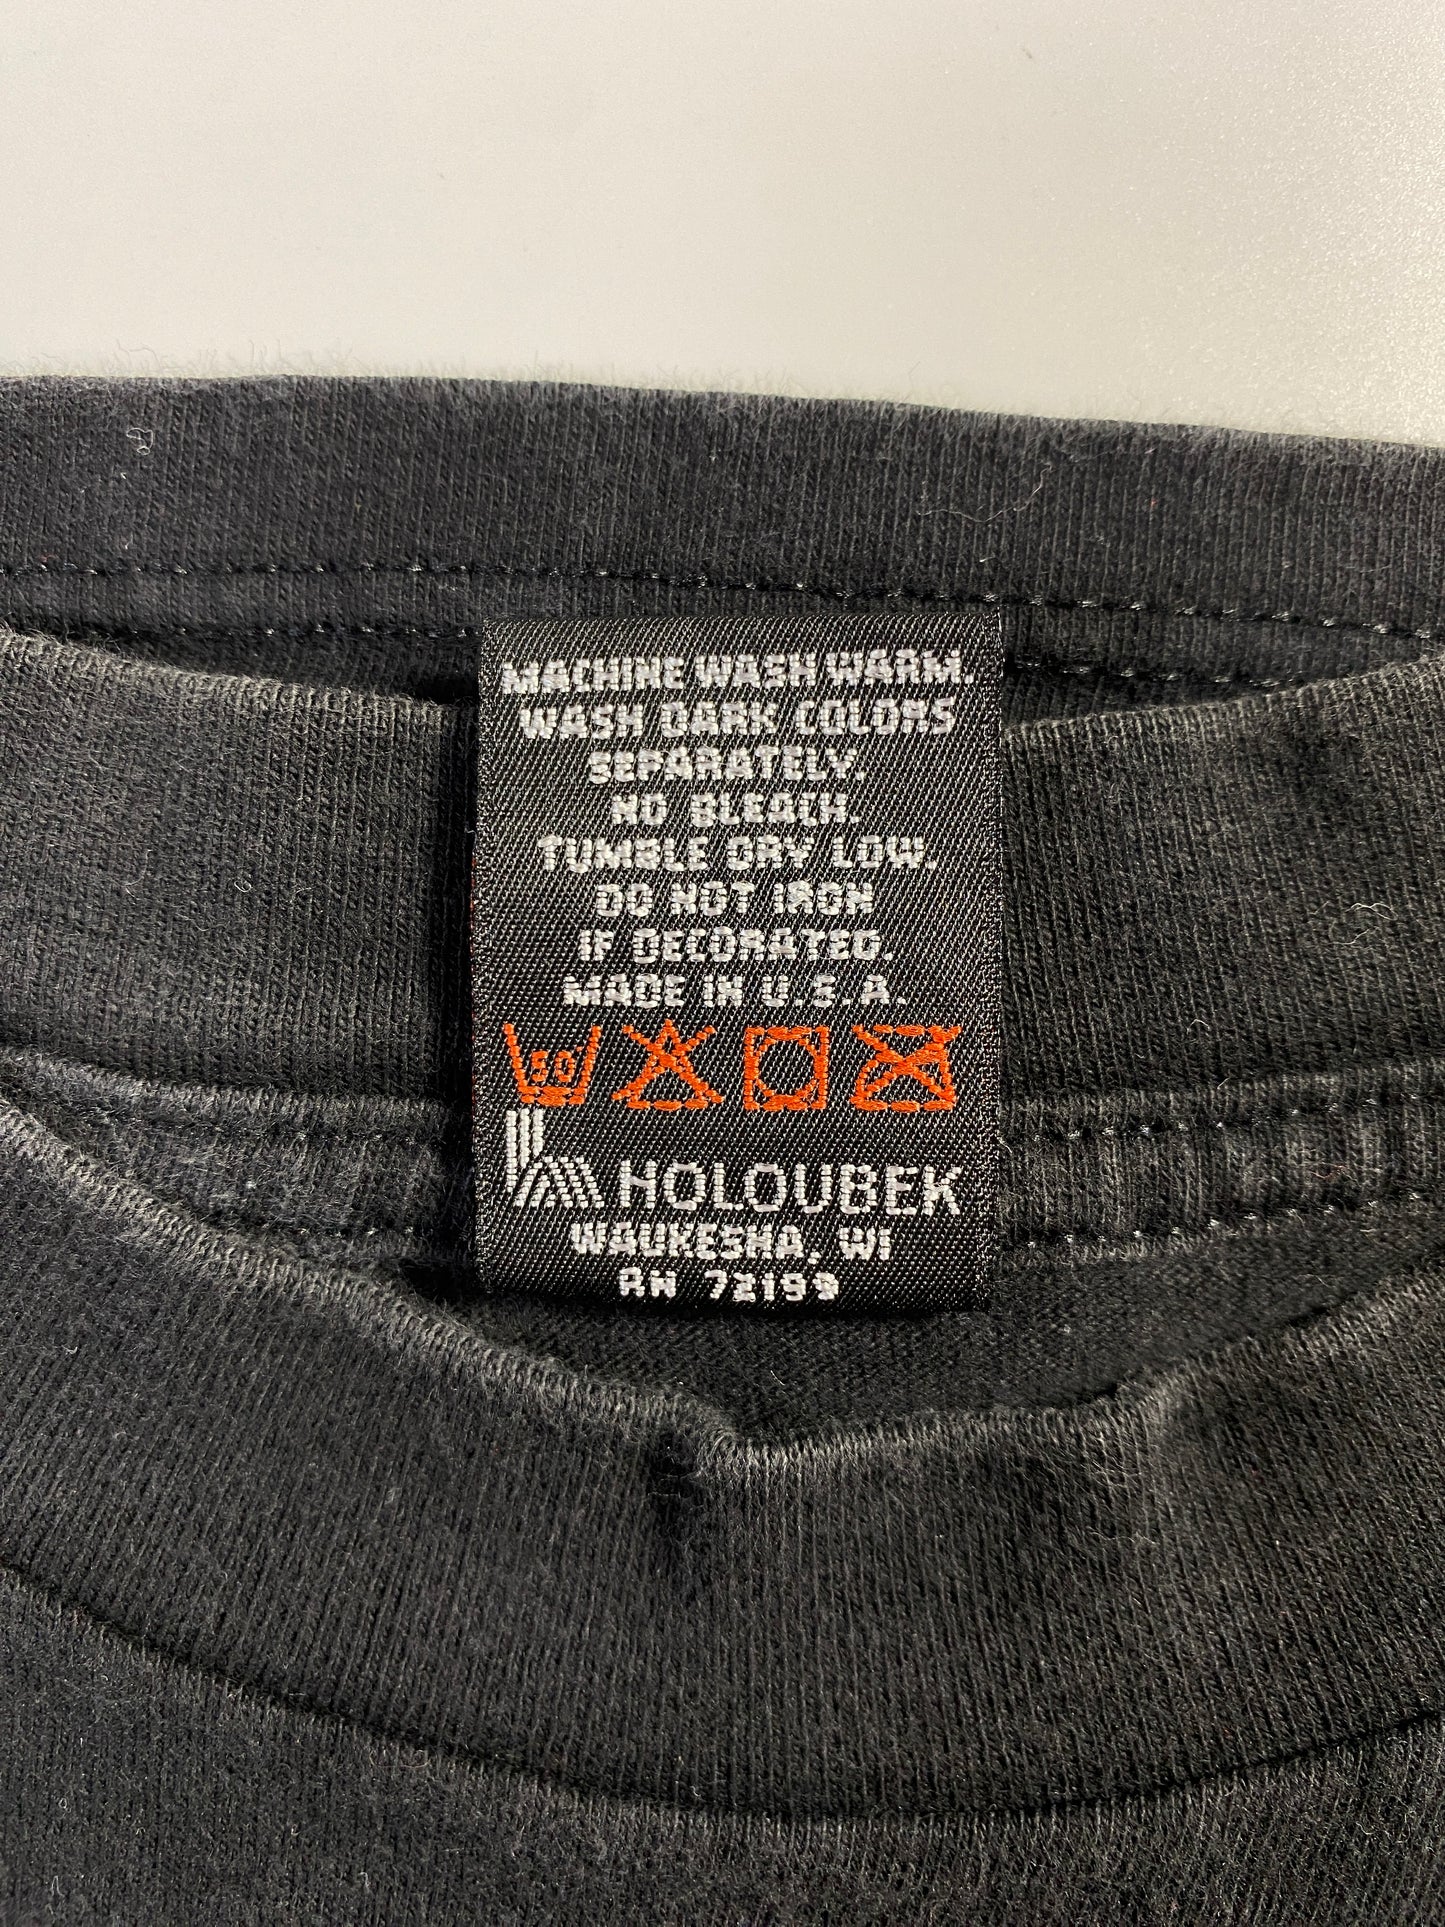 MACHINE WASH WARM.
WASH DARK COLORS
SEPARATELY.
NO BLEACH.
TUMBLE DRY LOW.
DO NOT IRON
IF DECORATED.
MADE IN U.S.A.
50
HOLOUBEK
WAUKESHA, WI
RN 72199